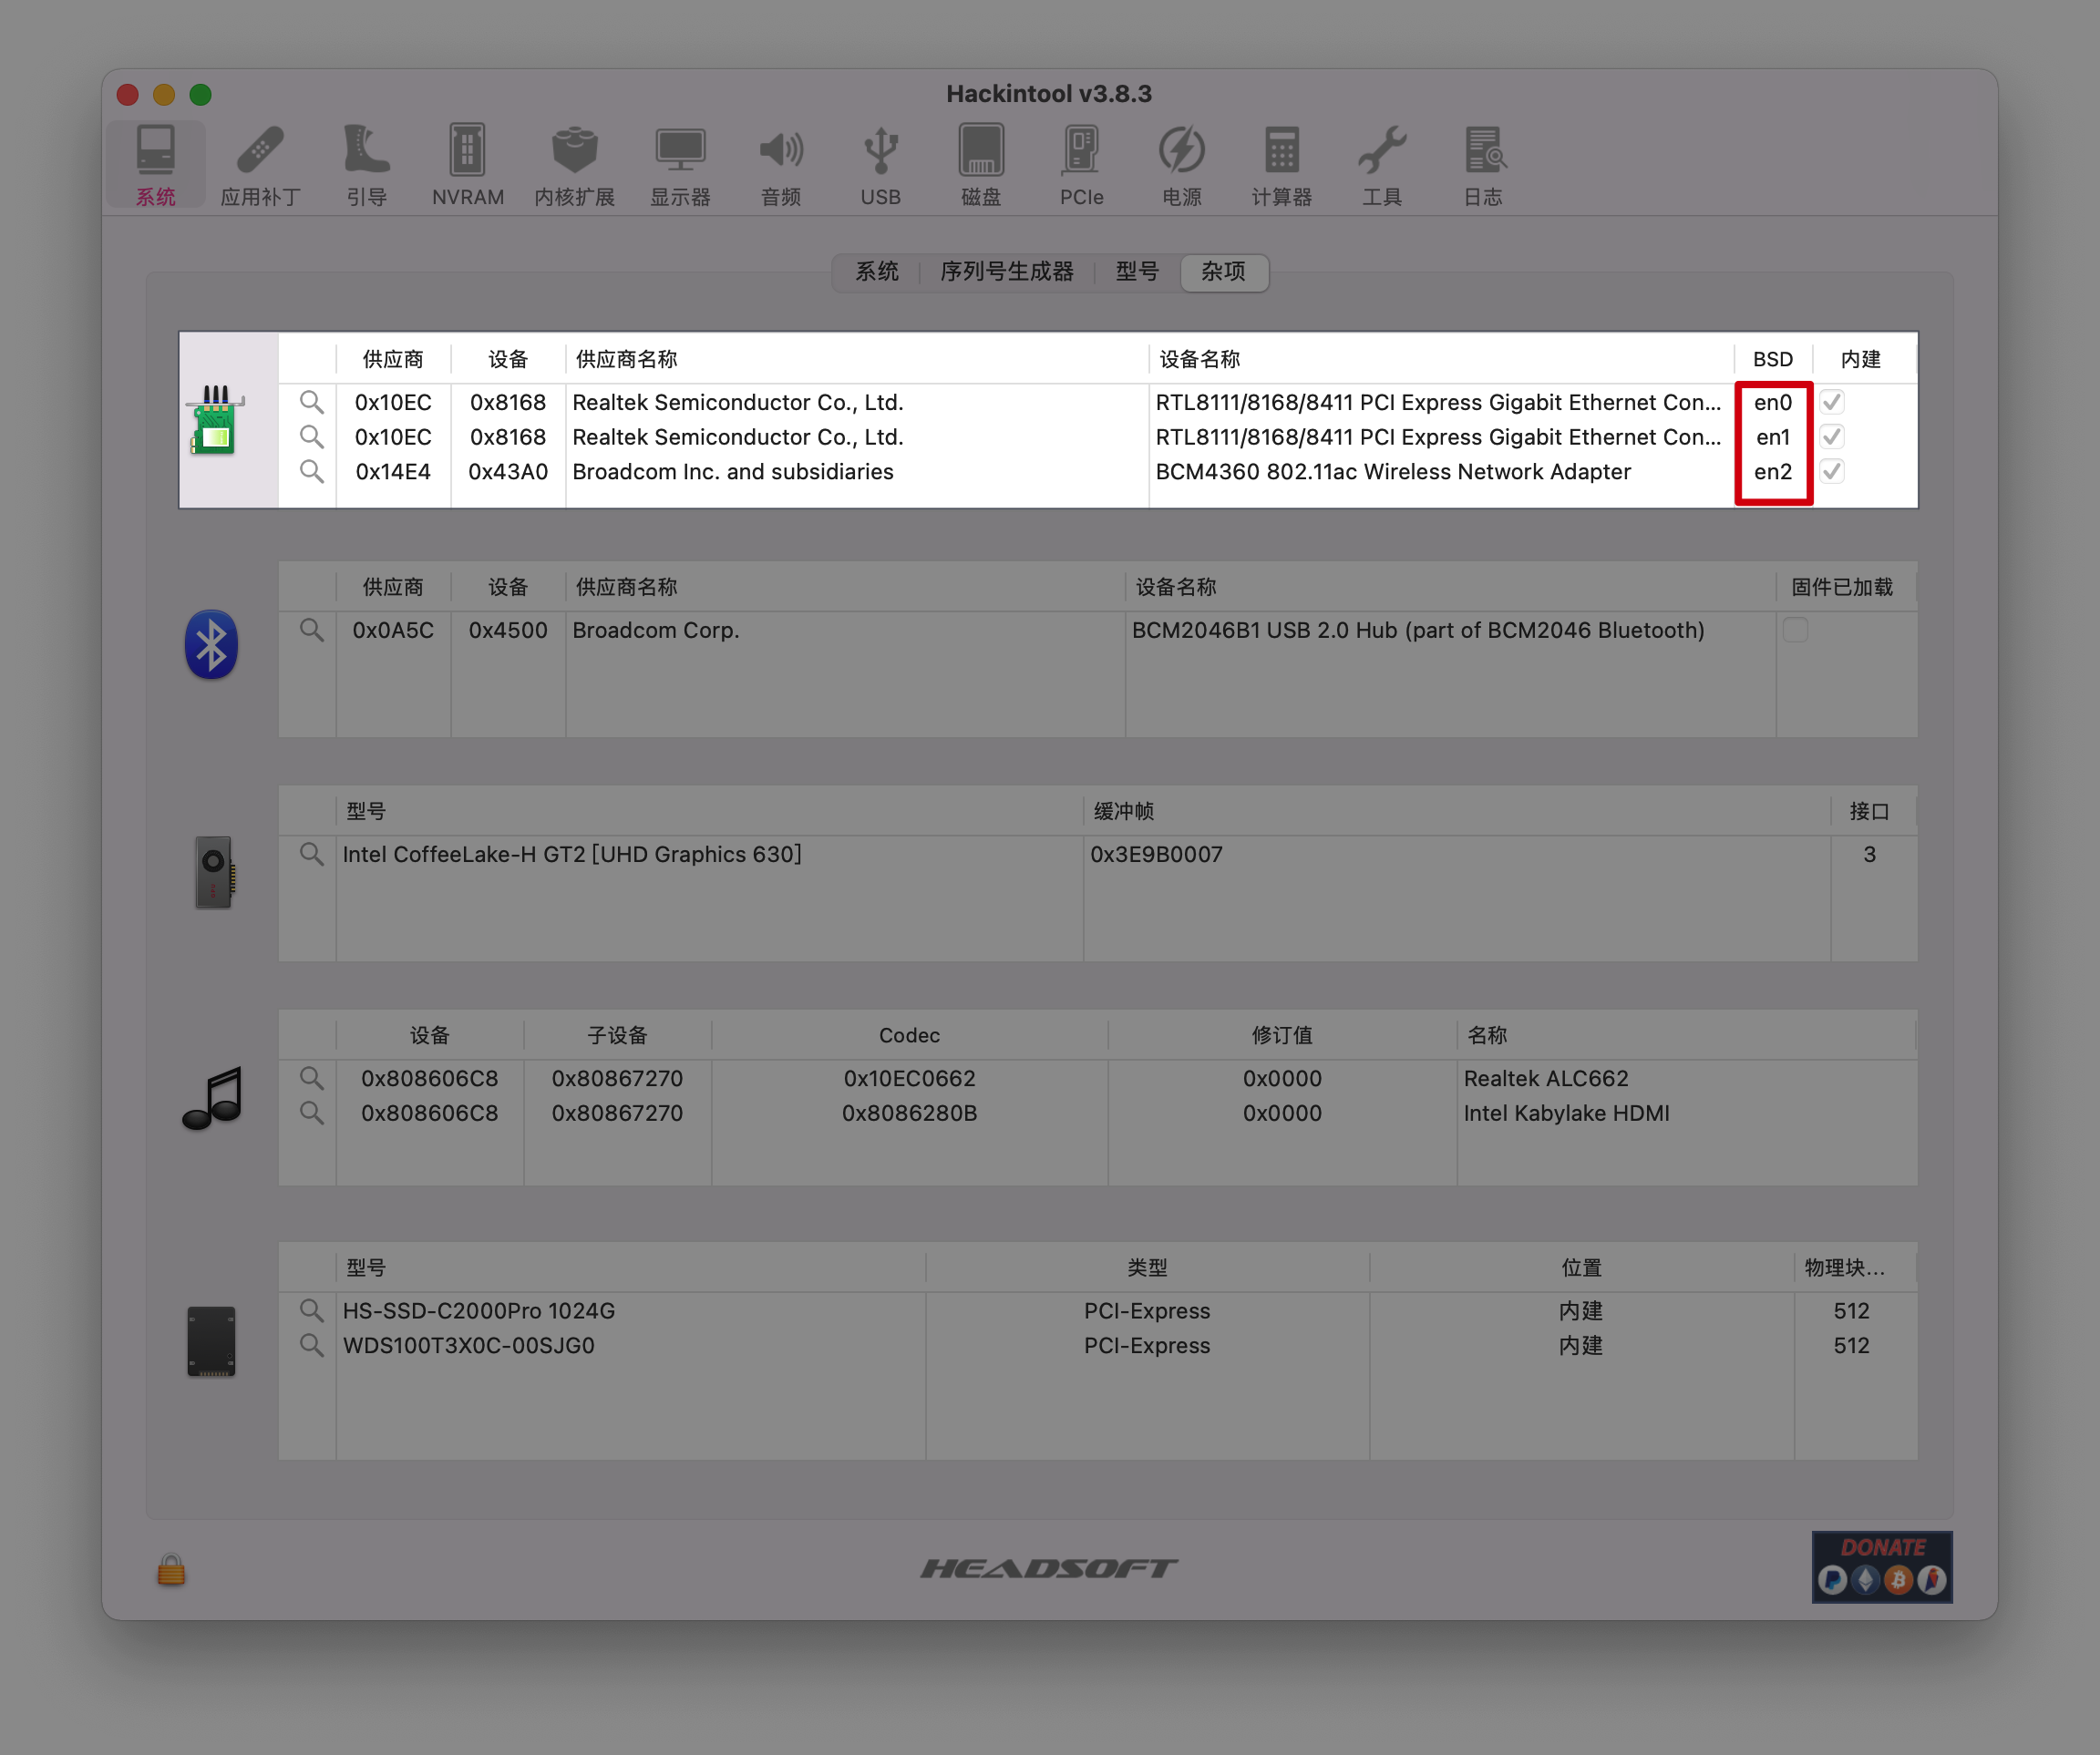 Hackintool v3.8.3
系统 应用补丁 引导 NVRAM 内核扩展 显示器 音频 USB 磁盘 PCIe 电源 计算器 工具 日志
系统 序列号生成器 型号 杂项
供应商 设备 供应商名称 设备名称 BSD 内建
0x10EC 0x8168 Realtek Semiconductor Co., Ltd. RTL8111/8168/8411 PCI Express Gigabit Ethernet Con... en0
0x10EC 0x8168 Realtek Semiconductor Co., Ltd. RTL8111/8168/8411 PCI Express Gigabit Ethernet Con... en1
0x14E4 0x43A0 Broadcom Inc. and subsidiaries BCM4360 802.11ac Wireless Network Adapter en2
供应商 设备 供应商名称 设备名称 固件已加载
0x0A5C 0x4500 Broadcom Corp. BCM2046B1 USB 2.0 Hub (part of BCM2046 Bluetooth)
型号 缓冲帧 接口
Intel CoffeeLake-H GT2 [UHD Graphics 630] 0x3E9B0007 3
设备 子设备 Codec 修订值 名称
0x808606C8 0x80867270 0x10EC0662 0x0000 Realtek ALC662
0x808606C8 0x80867270 0x8086280B 0x0000 Intel Kabylake HDMI
型号 类型 位置 物理块...
HS-SSD-C2000Pro 1024G PCI-Express 内建 512
WDS100T3X0C-00SJG0 PCI-Express 内建 512
HEADSOFT
DONATE